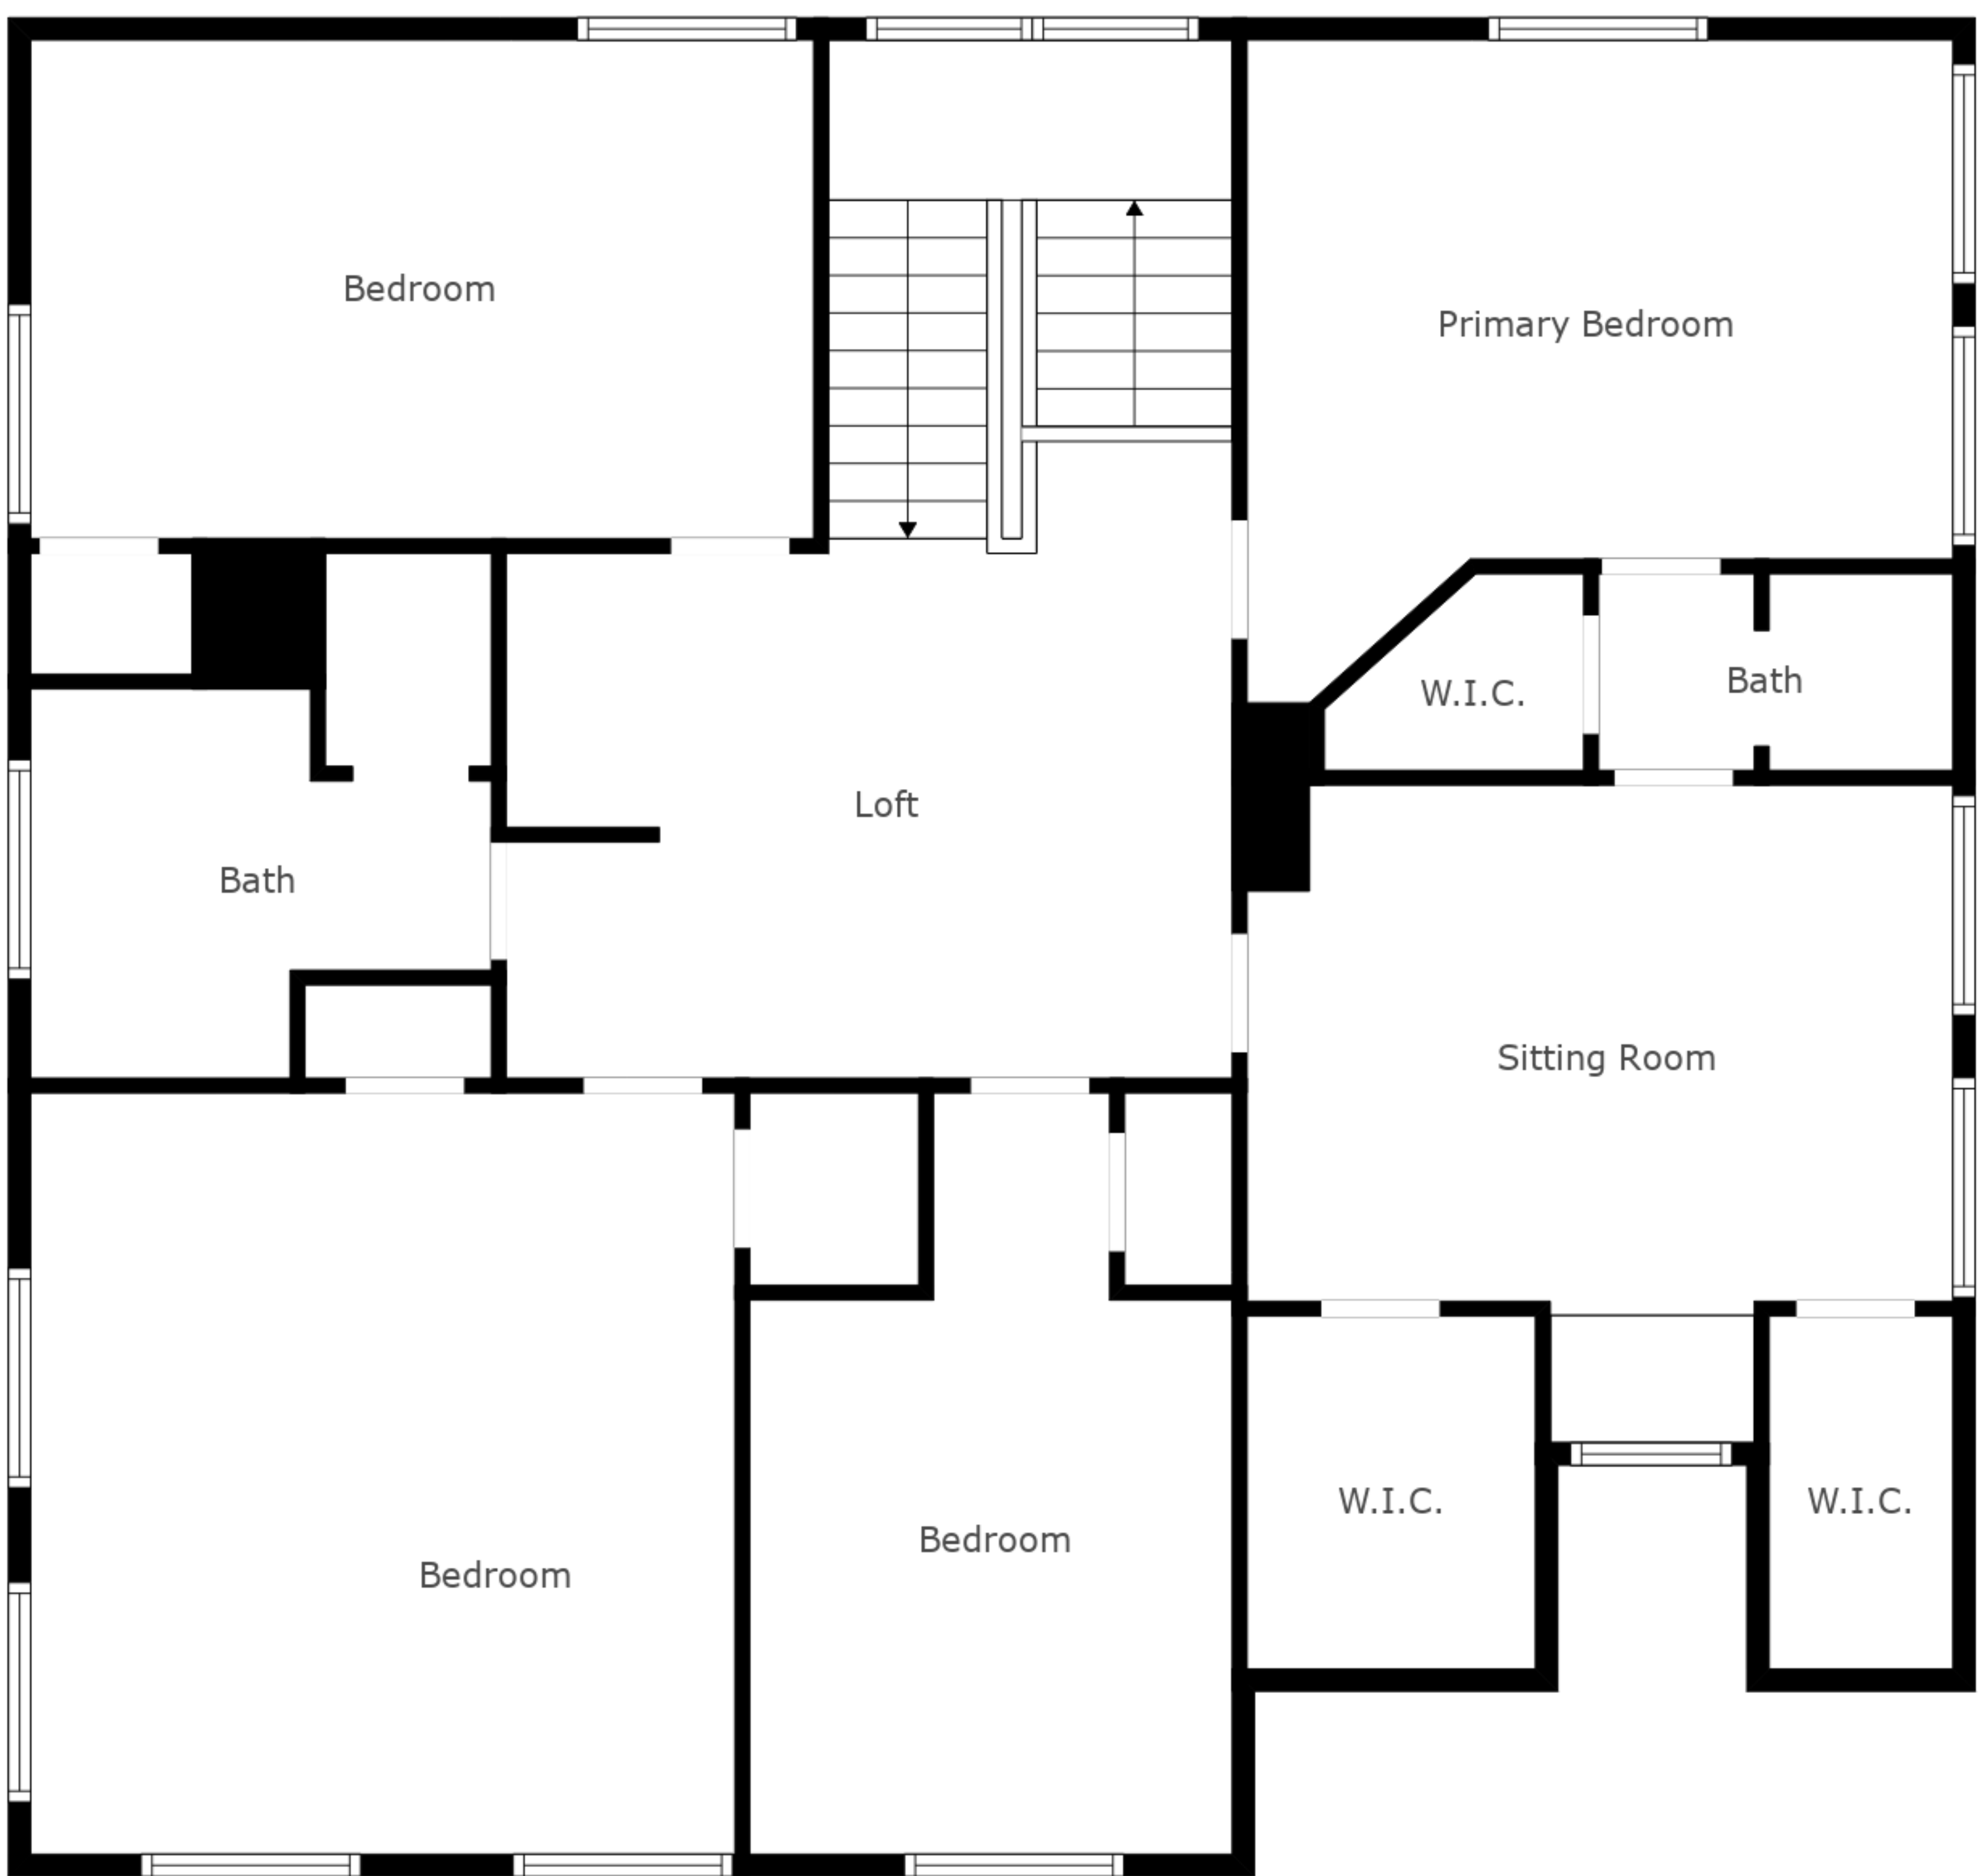 Bedroom
Primary Bedroom
W.I.C.
Bath
Loft
Bath
Sitting Room
W.I.C.
W.I.C.
Bedroom
Bedroom